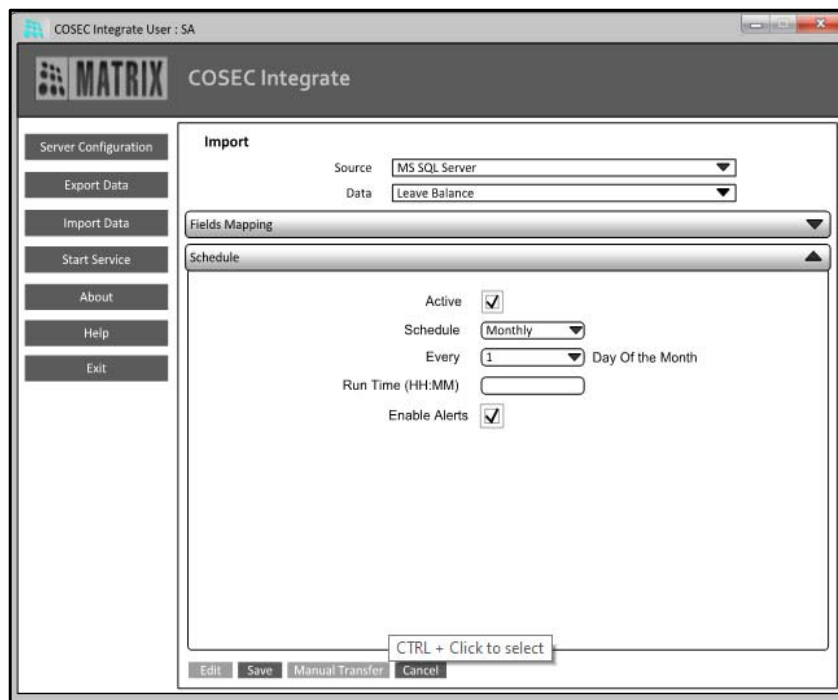 COSEC Integrate User : SA
MATRIX COSEC Integrate
Server Configuration
Export Data
Import Data
Start Service
About
Help
Exit
Import
Source MS SQL Server
Data Leave Balance
Fields Mapping
Schedule
Active
Schedule Monthly
Every 1 Day Of the Month
Run Time (HH:MM)
Enable Alerts
CTRL + Click to select
Edit Save Manual Transfer Cancel